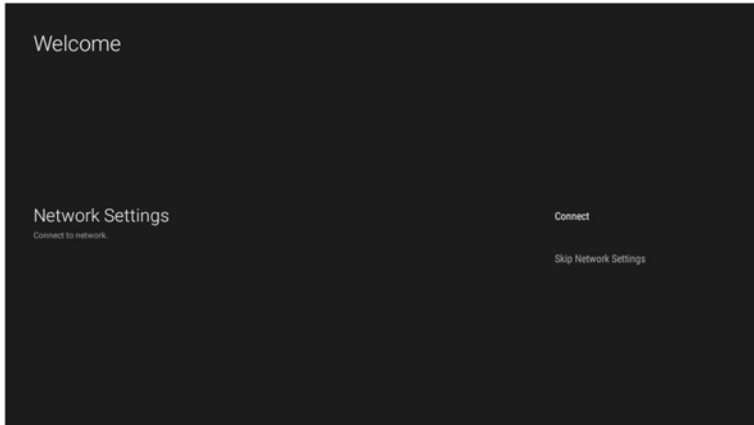 Welcome
Network Settings
Connect to network.
Connect
Skip Network Settings